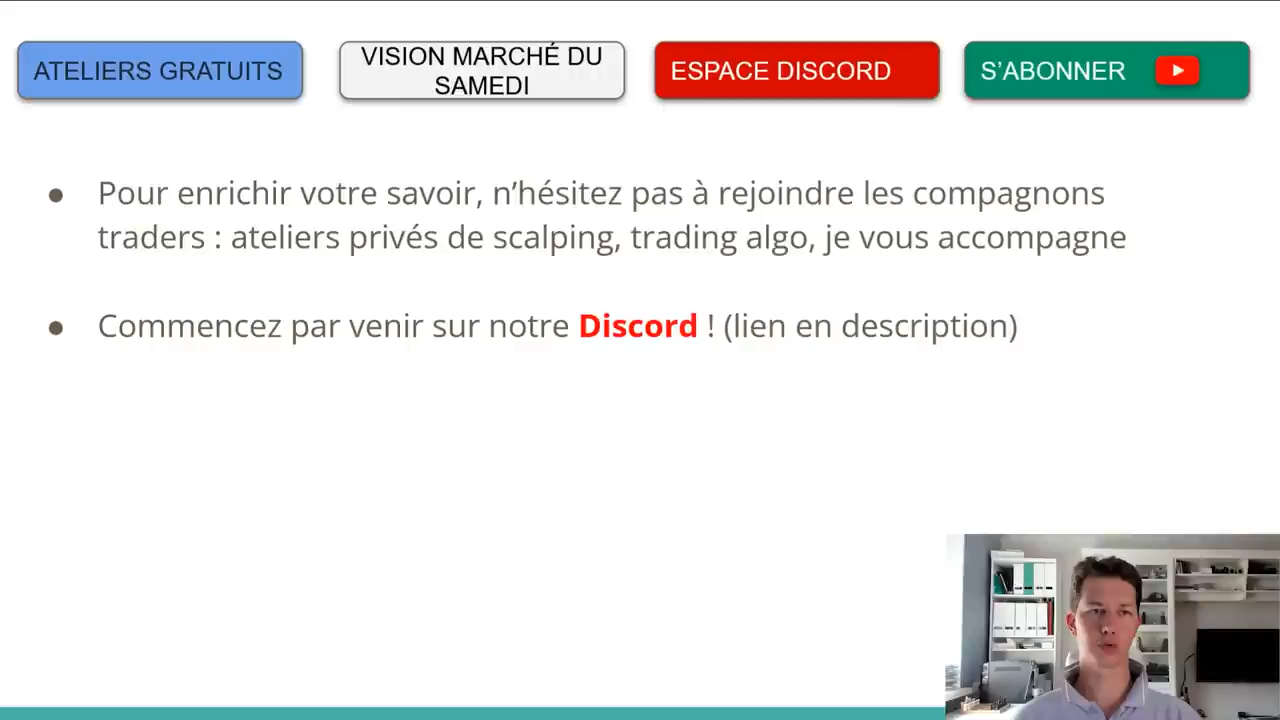 ATELIERS GRATUITS
VISION MARCHÉ DU
SAMEDI
ESPACE DISCORD
S’ABONNER
● Pour enrichir votre savoir, n’hésitez pas à rejoindre les compagnons
traders : ateliers privés de scalping, trading algo, je vous accompagne
● Commencez par venir sur notre Discord ! (lien en description)